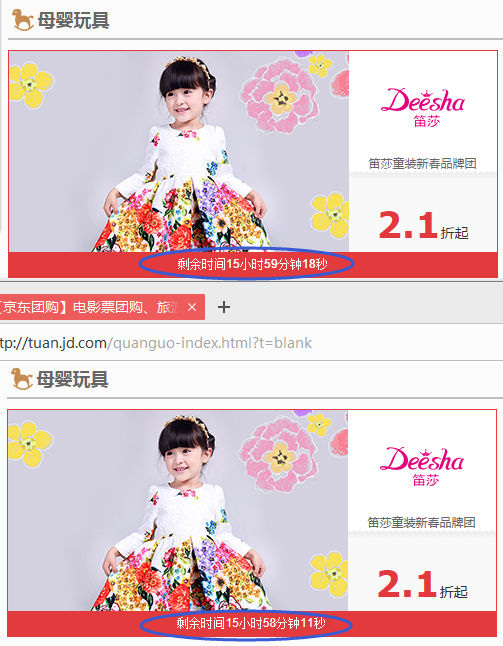 母婴玩具
Deesha
笛莎
笛莎童装新春品牌团
2.1折起
剩余时间15小时59分钟18秒
【京东团购】电影票团购、旅游
tp://tuan.jd.com/quanguo-index.html?t=blank
母婴玩具
Deesha
笛莎
笛莎童装新春品牌团
2.1折起
剩余时间15小时58分钟11秒